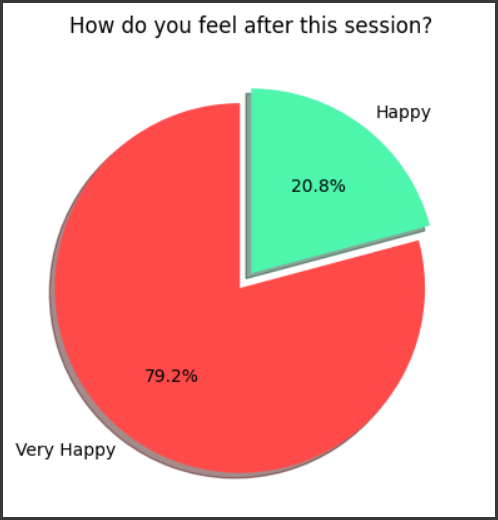 How do you feel after this session?
Happy
20.8%
79.2%
Very Happy